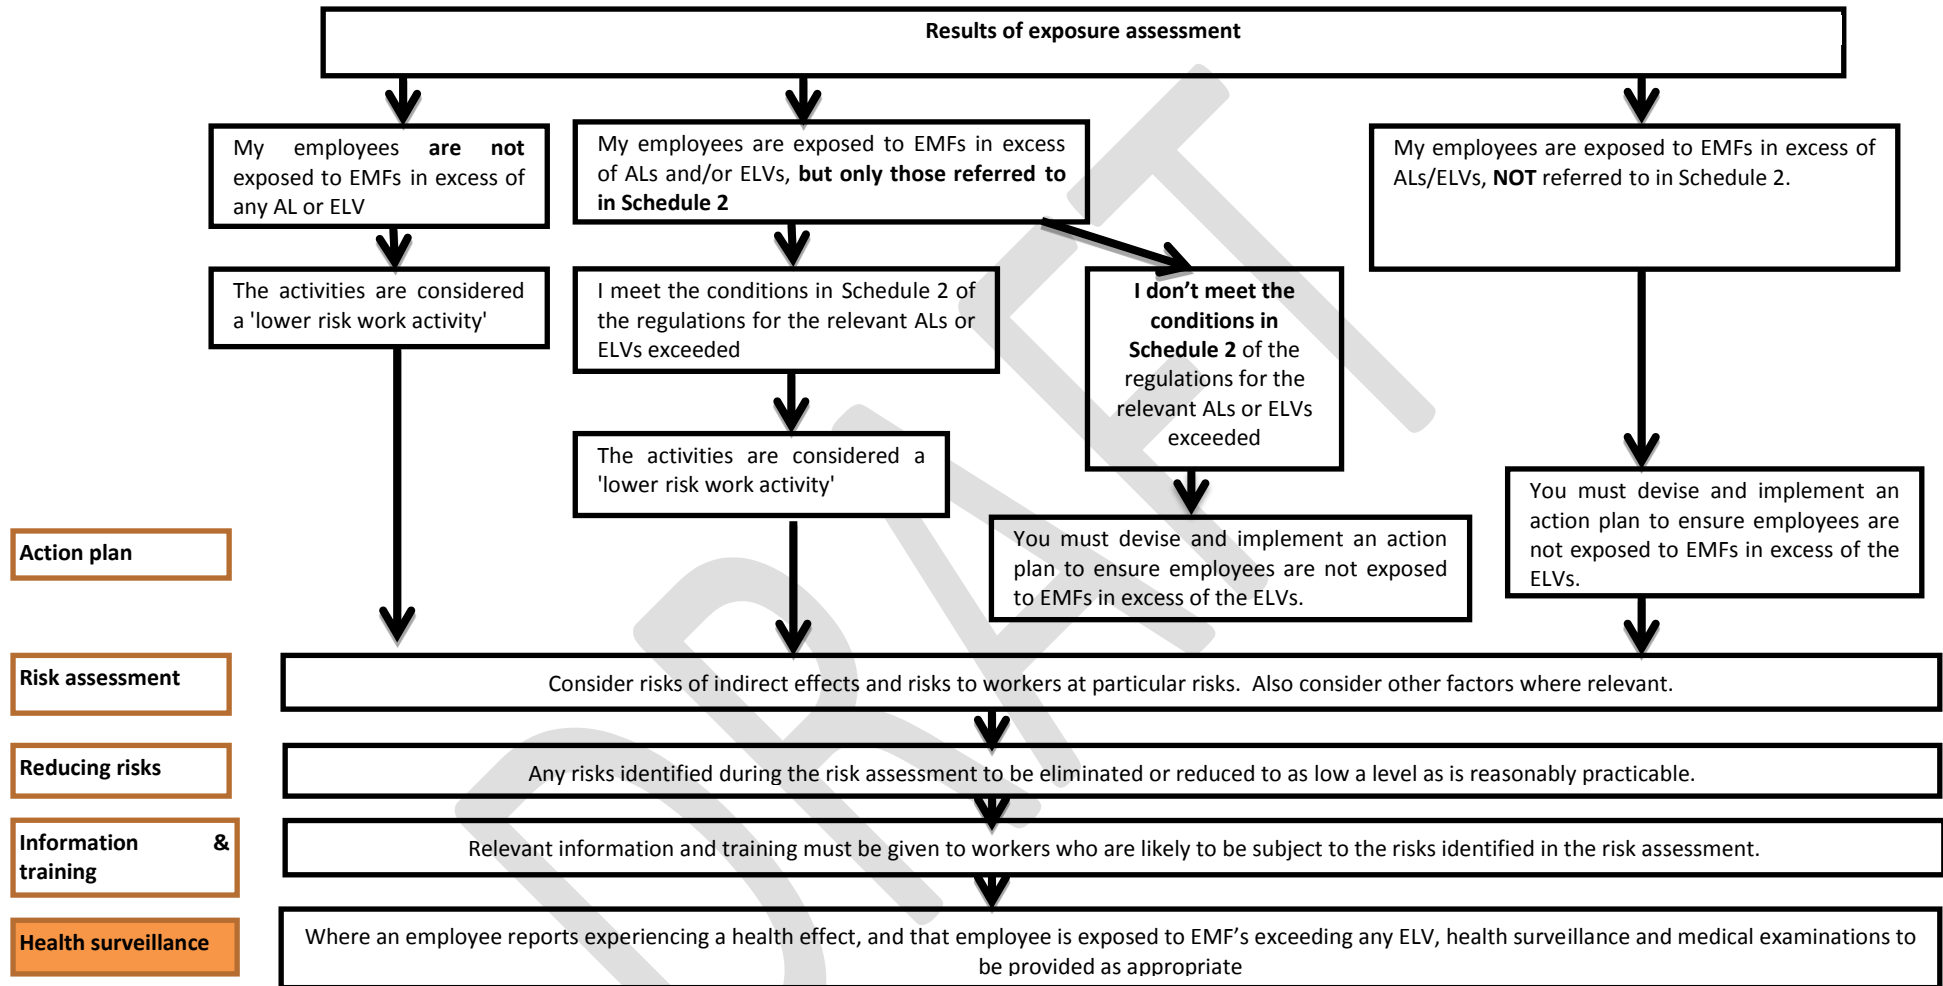 Results of exposure assessment
My employees are not
exposed to EMFs in excess of
any AL or ELV
My employees are exposed to EMFs in excess
of ALs and/or ELVs, but only those referred to
in Schedule 2
My employees are exposed to EMFs in excess of
ALs/ELVs, NOT referred to in Schedule 2.
The activities are considered
a 'lower risk work activity'
I meet the conditions in Schedule 2 of
the regulations for the relevant ALs or
ELVs exceeded
I don’t meet the
conditions in
Schedule 2 of the
regulations for the
relevant ALs or ELVs
exceeded
The activities are considered a
'lower risk work activity'
You must devise and implement an action
plan to ensure employees are not exposed
to EMFs in excess of the ELVs.
You must devise and implement an
action plan to ensure employees are
not exposed to EMFs in excess of the
ELVs.
Action plan
Risk assessment
Consider risks of indirect effects and risks to workers at particular risks. Also consider other factors where relevant.
Reducing risks
Any risks identified during the risk assessment to be eliminated or reduced to as low a level as is reasonably practicable.
Information &
training
Relevant information and training must be given to workers who are likely to be subject to the risks identified in the risk assessment.
Health surveillance
Where an employee reports experiencing a health effect, and that employee is exposed to EMF’s exceeding any ELV, health surveillance and medical examinations to
be provided as appropriate
DRAFT